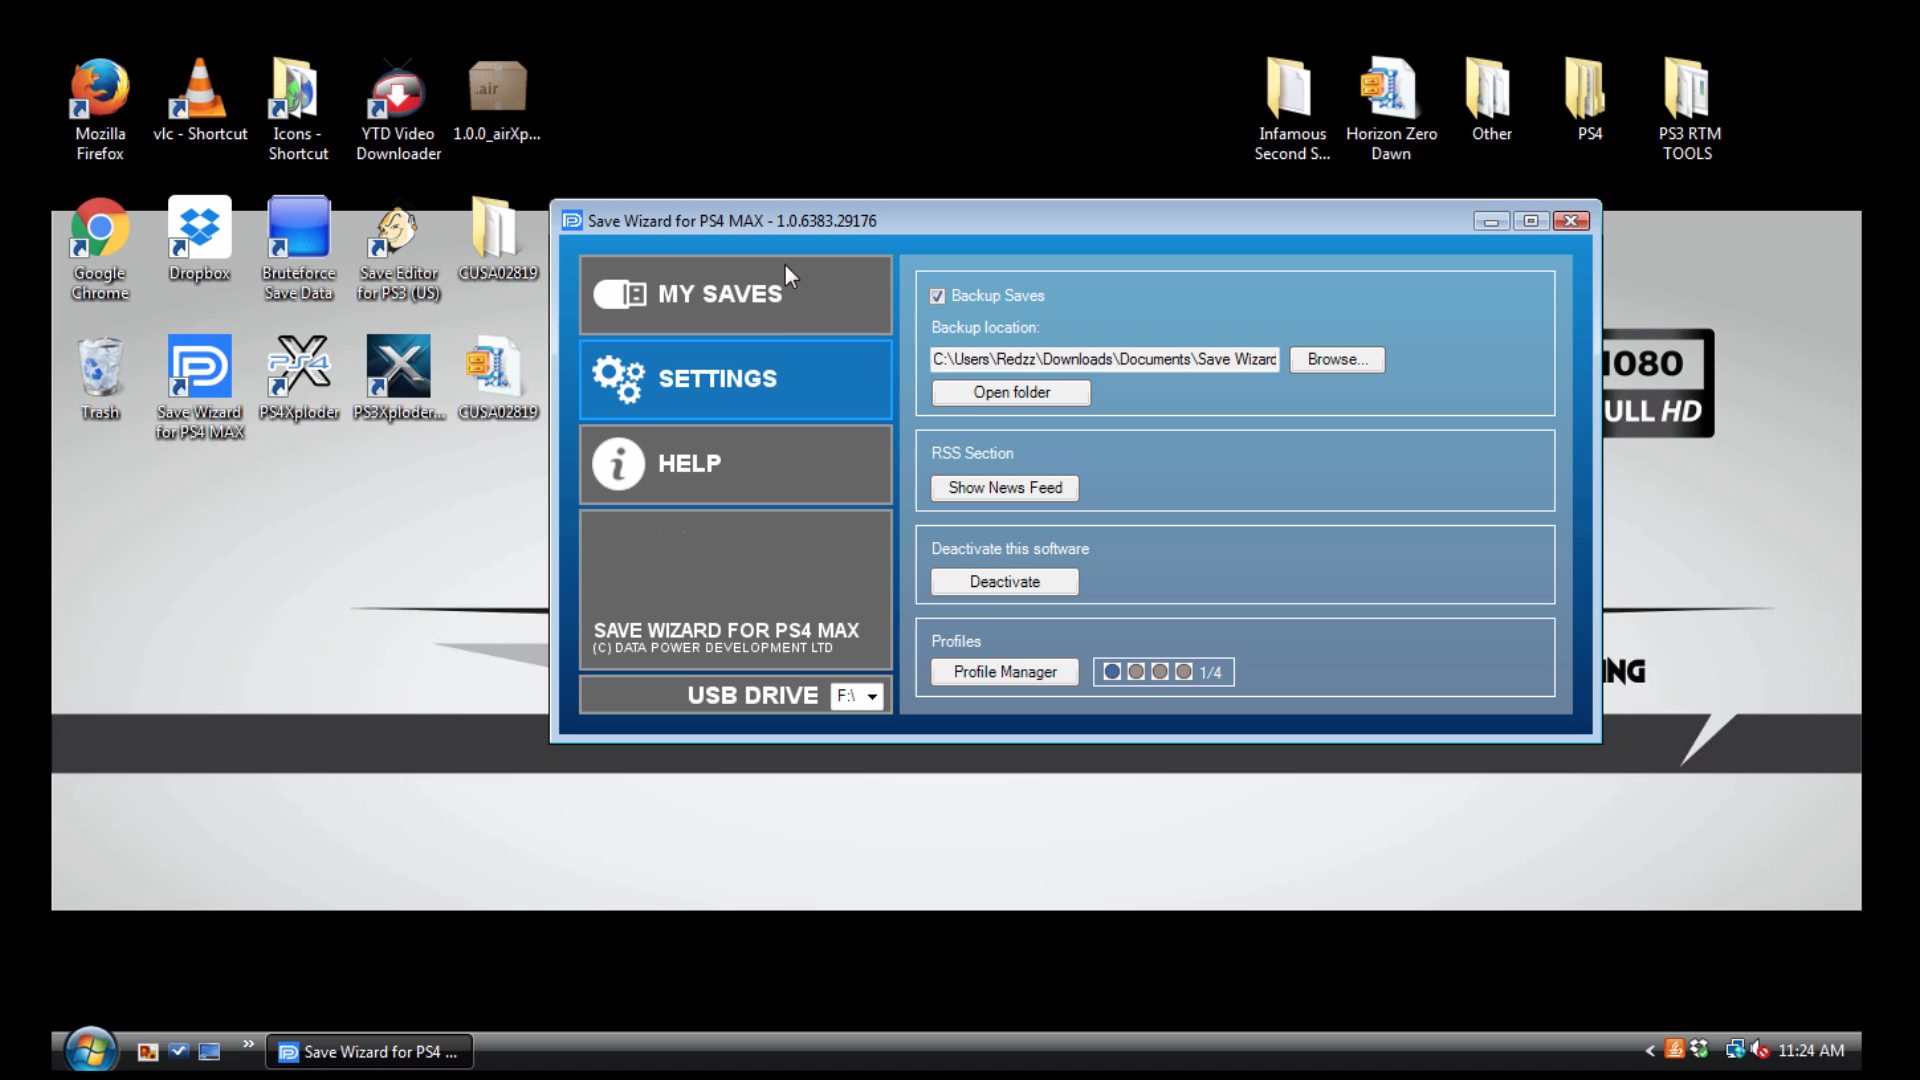 Mozilla
Firefox
vlc - Shortcut
Icons -
Shortcut
YTD Video
Downloader
.air
1.0.0_airXp...
Infamous
Second S...
Horizon Zero
Dawn
Other
PS4
PS3 RTM
TOOLS
Google
Chrome
Dropbox
Bruteforce
Save Data
Save Editor
for PS3 (US)
CUSA02819
Trash
Save Wizard
for PS4 MAX
PS4
PS4Xploder
PS3Xploder...
CUSA02819
Save Wizard for PS4 MAX - 1.0.6383.29176
MY SAVES
SETTINGS
HELP
SAVE WIZARD FOR PS4 MAX
(C) DATA POWER DEVELOPMENT LTD
USB DRIVE F:\
Backup Saves
Backup location:
C:\Users\Redzz\Downloads\Documents\Save Wizard
Browse...
Open folder
RSS Section
Show News Feed
Deactivate this software
Deactivate
Profiles
Profile Manager
1/4
1080
ULL HD
NG
Save Wizard for PS4 ...
11:24 AM